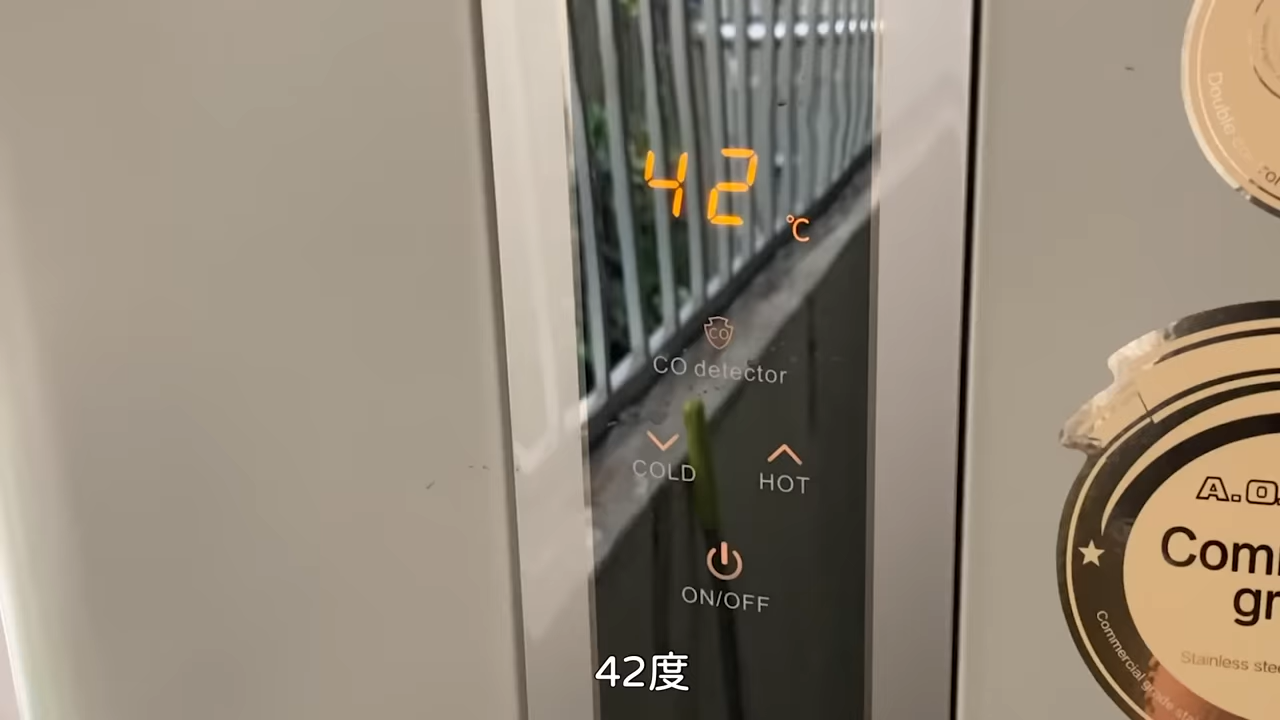 42
℃
CO
CO detector
COLD
HOT
ON/OFF
42度
Double
A.O.
Com
gr
Stainless stee
Commercial grade